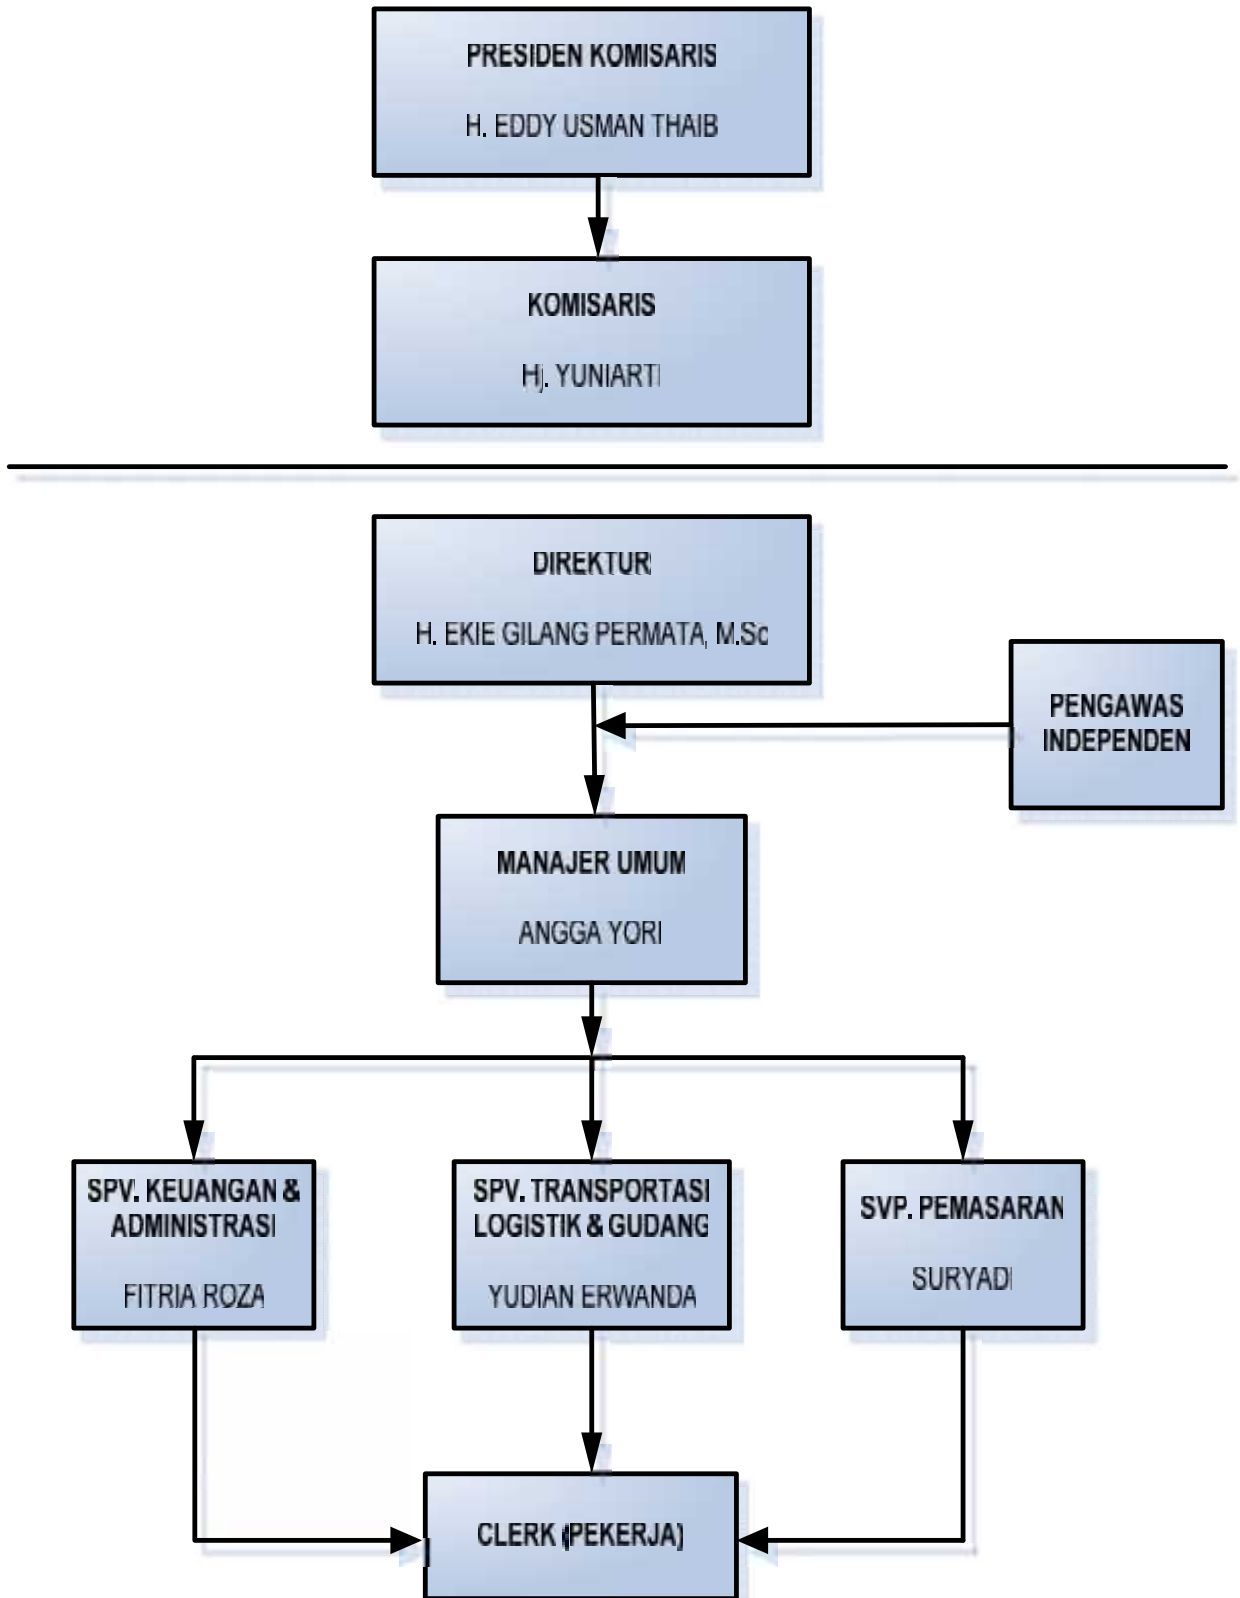 PRESIDEN KOMISARIS
H. EDDY USMAN THAIB
KOMISARIS
Hj. YUNIARTI
DIREKTUR
H. EKIE GILANG PERMATA, M.Sc
PENGAWAS
INDEPENDEN
MANAJER UMUM
ANGGA YORI
SPV. KEUANGAN &
ADMINISTRASI
FITRIA ROZA
SPV. TRANSPORTASI
LOGISTIK & GUDANG
YUDIAN ERWANDA
SVP. PEMASARAN
SURYADI
CLERK (PEKERJA)